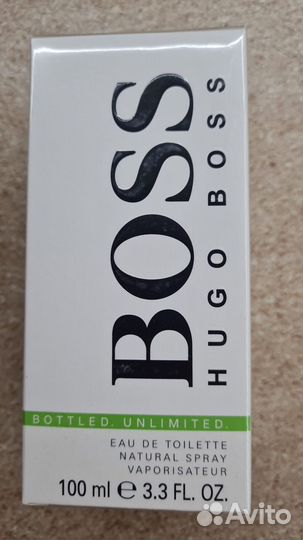 BOSS
HUGO BOSS
BOTTLED. UNLIMITED.
EAU DE TOILETTE
NATURAL SPRAY
VAPORISATEUR
100 ml ℮ 3.3 FL. OZ.
Avito